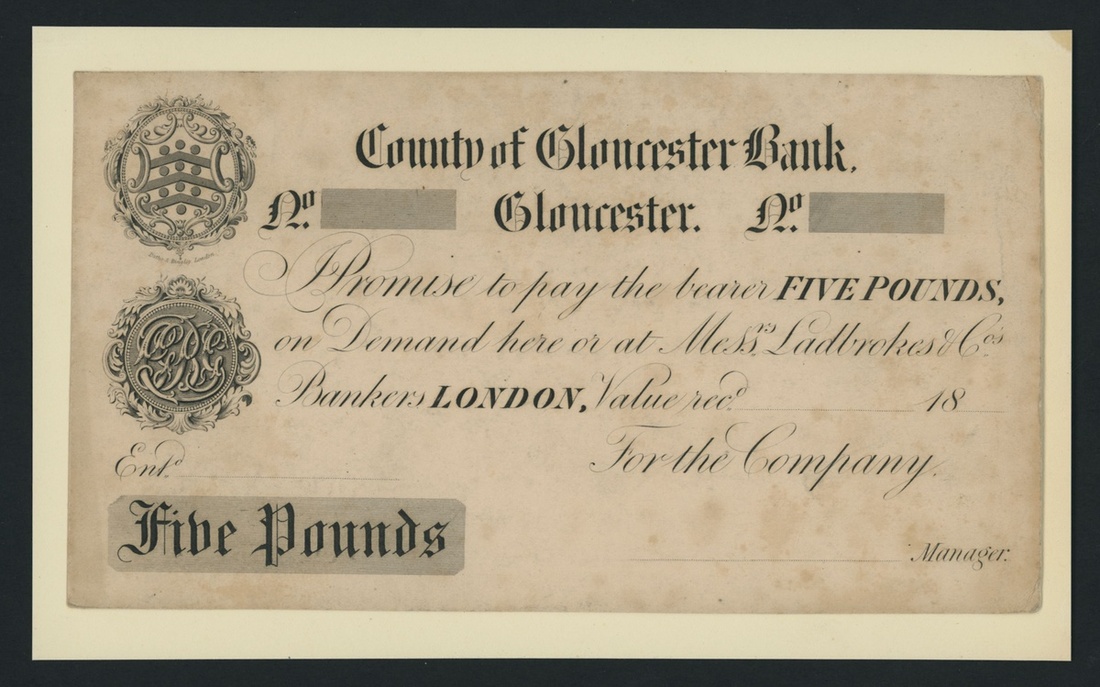 County of Gloucester Bank.
No. Gloucester. No.
I Promise to pay the bearer FIVE POUNDS,
on Demand here or at Messrs. Ladbrokes & Co's
Bankers LONDON, Value recd. 18
For the Company.
Entd.
Five Pounds
Manager.